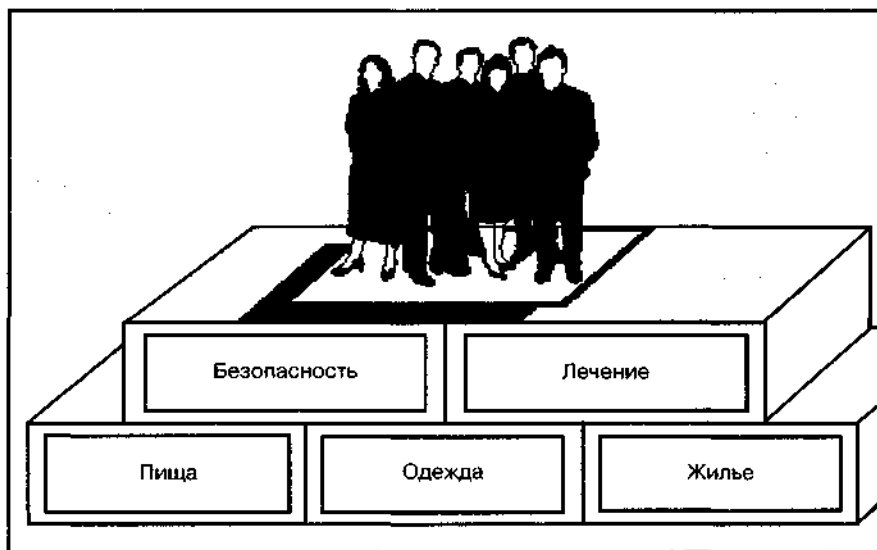 Безопасность
Лечение
Пища
Одежда
Жилье